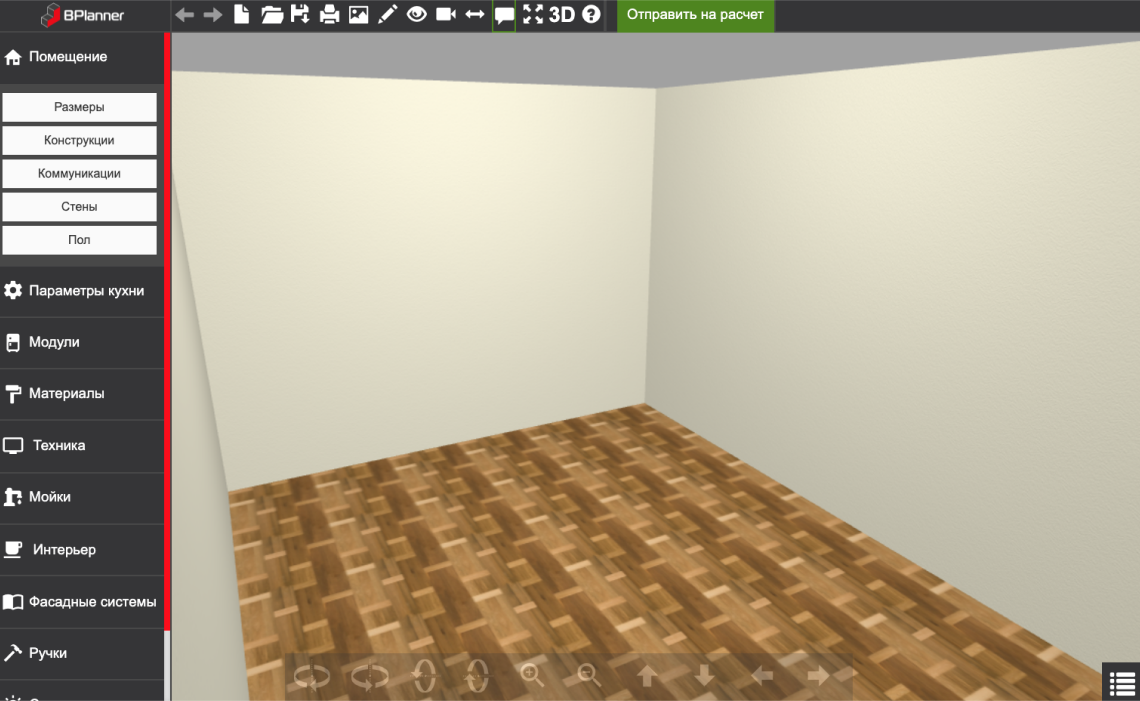 BPlanner
3D
Отправить на расчет
Помещение
Размеры
Конструкции
Коммуникации
Стены
Пол
Параметры кухни
Модули
Материалы
Техника
Мойки
Интерьер
Фасадные системы
Ручки